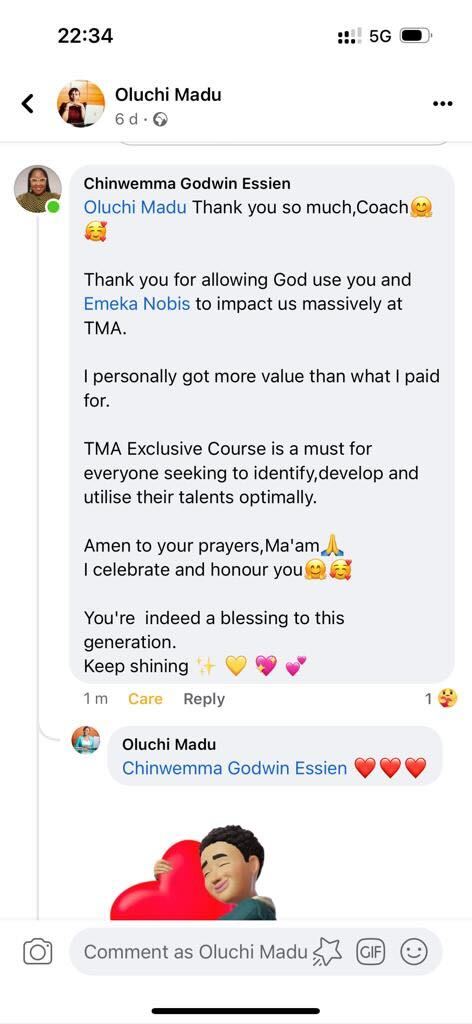 22:34
5G
Oluchi Madu
6 d ·
Chinwemma Godwin Essien
Oluchi Madu Thank you so much,Coach🤗
🥰
Thank you for allowing God use you and
Emeka Nobis to impact us massively at
TMA.
I personally got more value than what I paid
for.
TMA Exclusive Course is a must for
everyone seeking to identify,develop and
utilise their talents optimally.
Amen to your prayers,Ma'am🙏
I celebrate and honour you🤗🥰
You're  indeed a blessing to this
generation.
Keep shining ✨ 💛 💖 💕
1 m Care Reply 1
Oluchi Madu
Chinwemma Godwin Essien ❤️❤️❤️
Comment as Oluchi Madu GIF